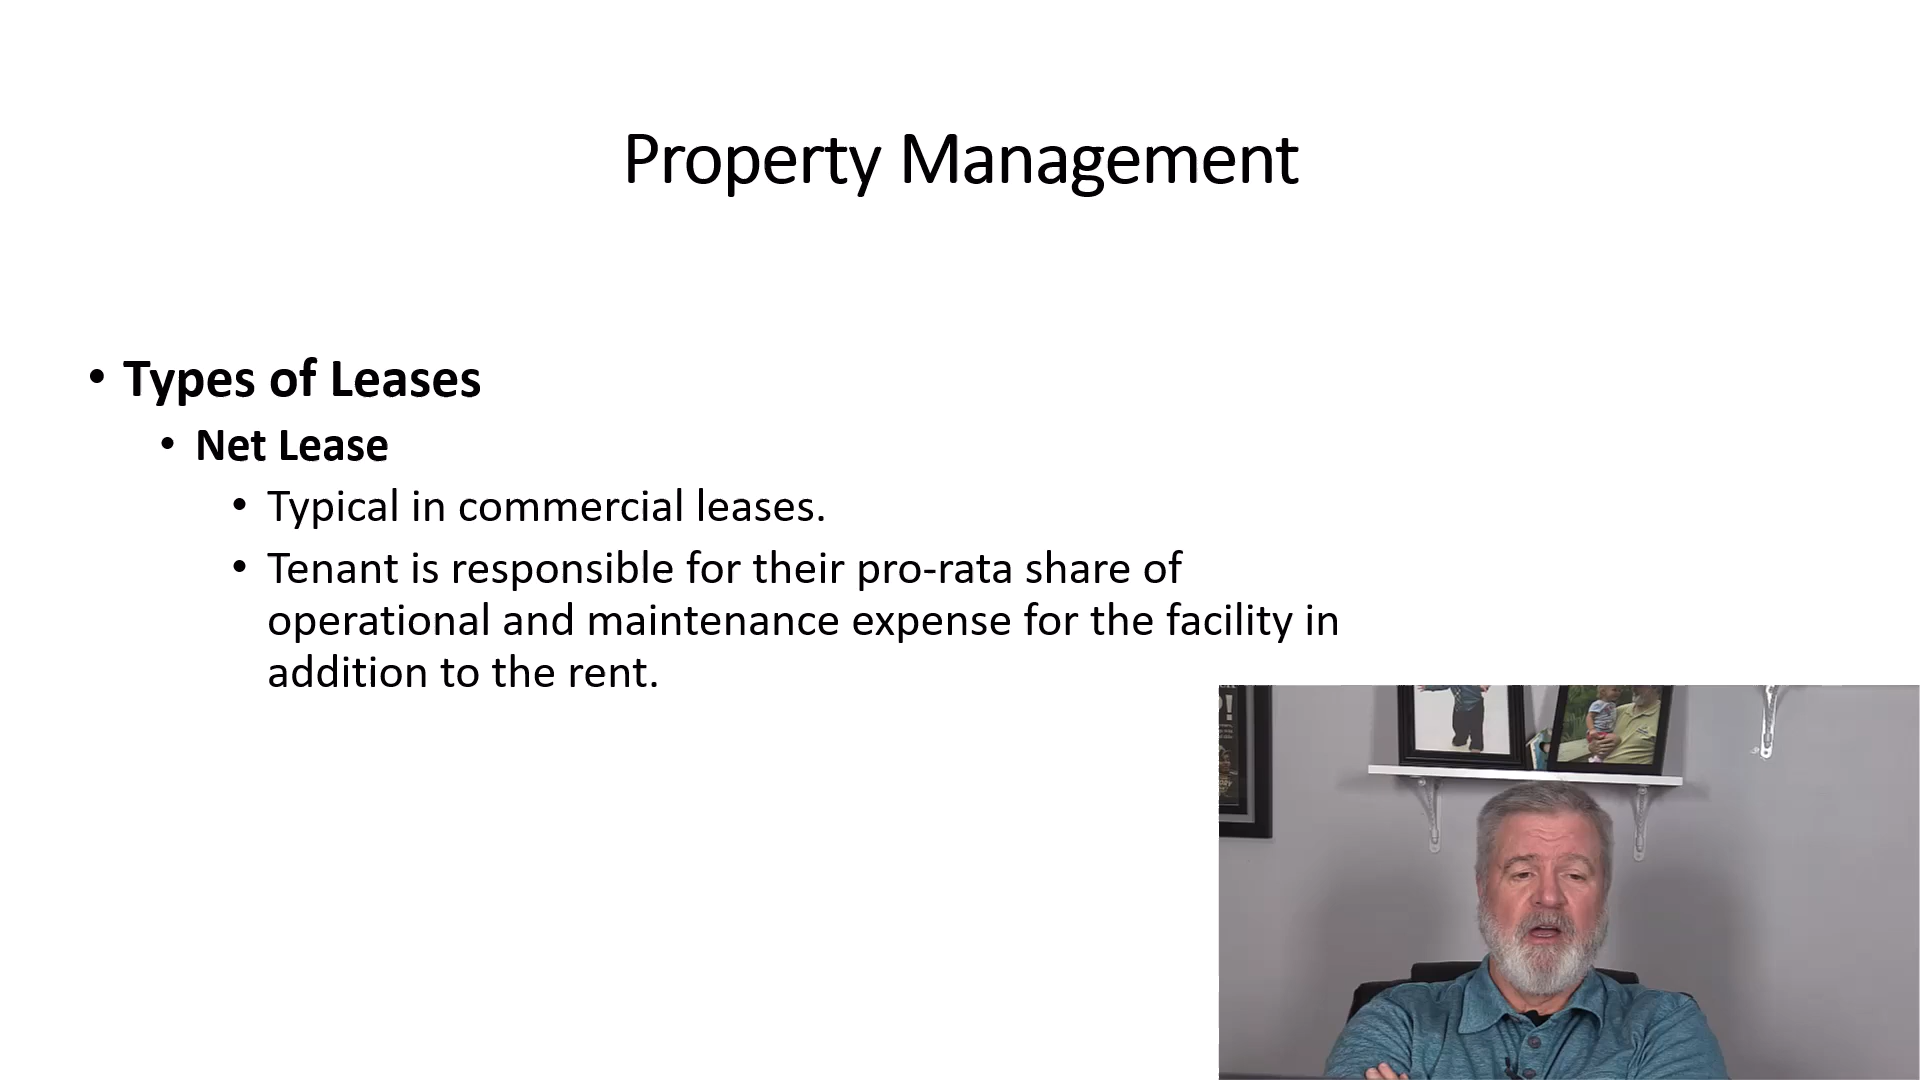 Property Management
• Types of Leases
• Net Lease
• Typical in commercial leases.
• Tenant is responsible for their pro-rata share of
operational and maintenance expense for the facility in
addition to the rent.